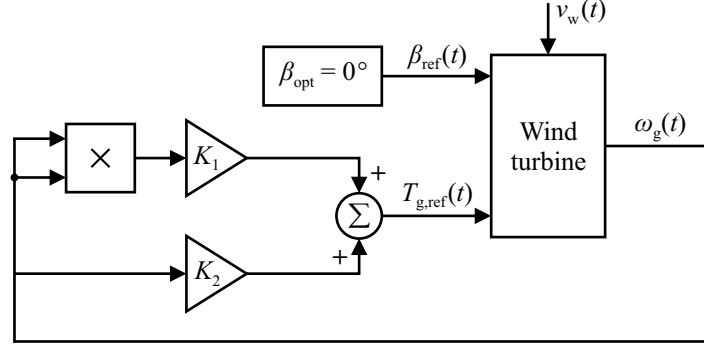 v_w(t)
β_opt = 0°
β_ref(t)
Wind
turbine
ω_g(t)
×
K_1
+
Σ
T_g,ref(t)
+
K_2